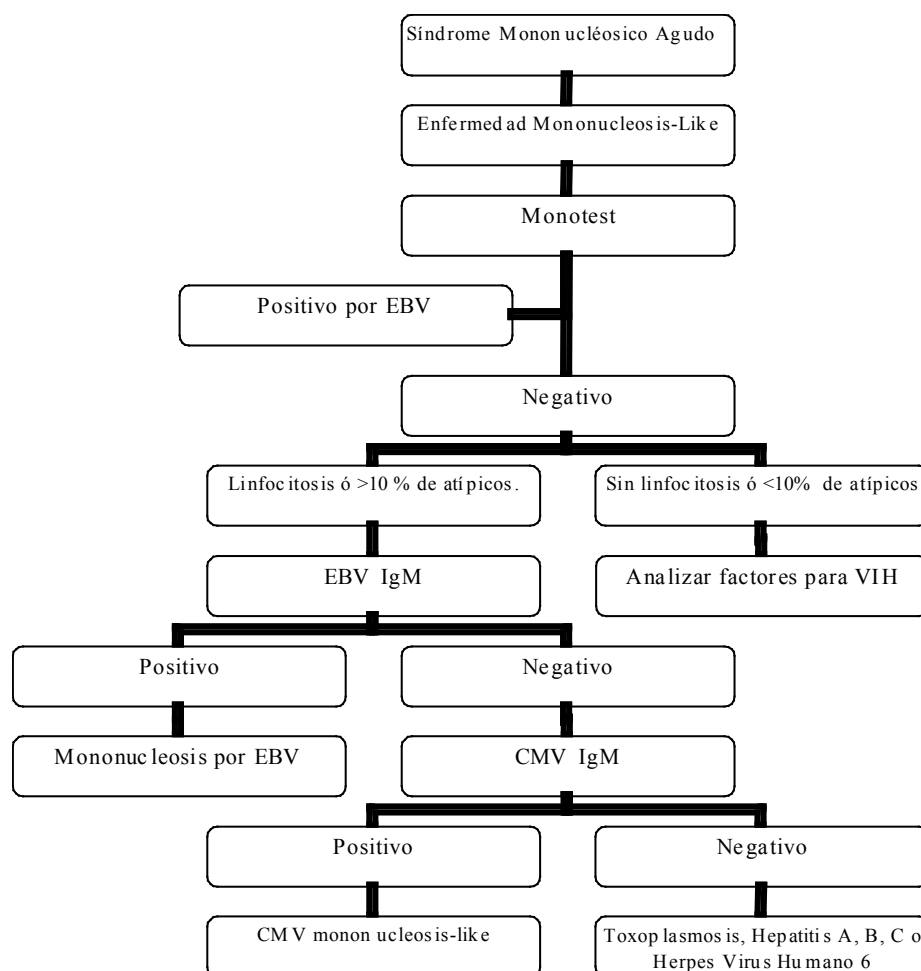 Síndrome Mononucléosico Agudo
Enfermedad Mononucleosis-Like
Monotest
Positivo por EBV
Negativo
Linfocitosis ó >10 % de atípicos.
Sin linfocitosis ó <10% de atípicos
EBV IgM
Analizar factores para VIH
Positivo
Negativo
Mononucleosis por EBV
CMV IgM
Positivo
Negativo
CMV mononucleosis-like
Toxoplasmosis, Hepatitis A, B, C o
Herpes Virus Humano 6